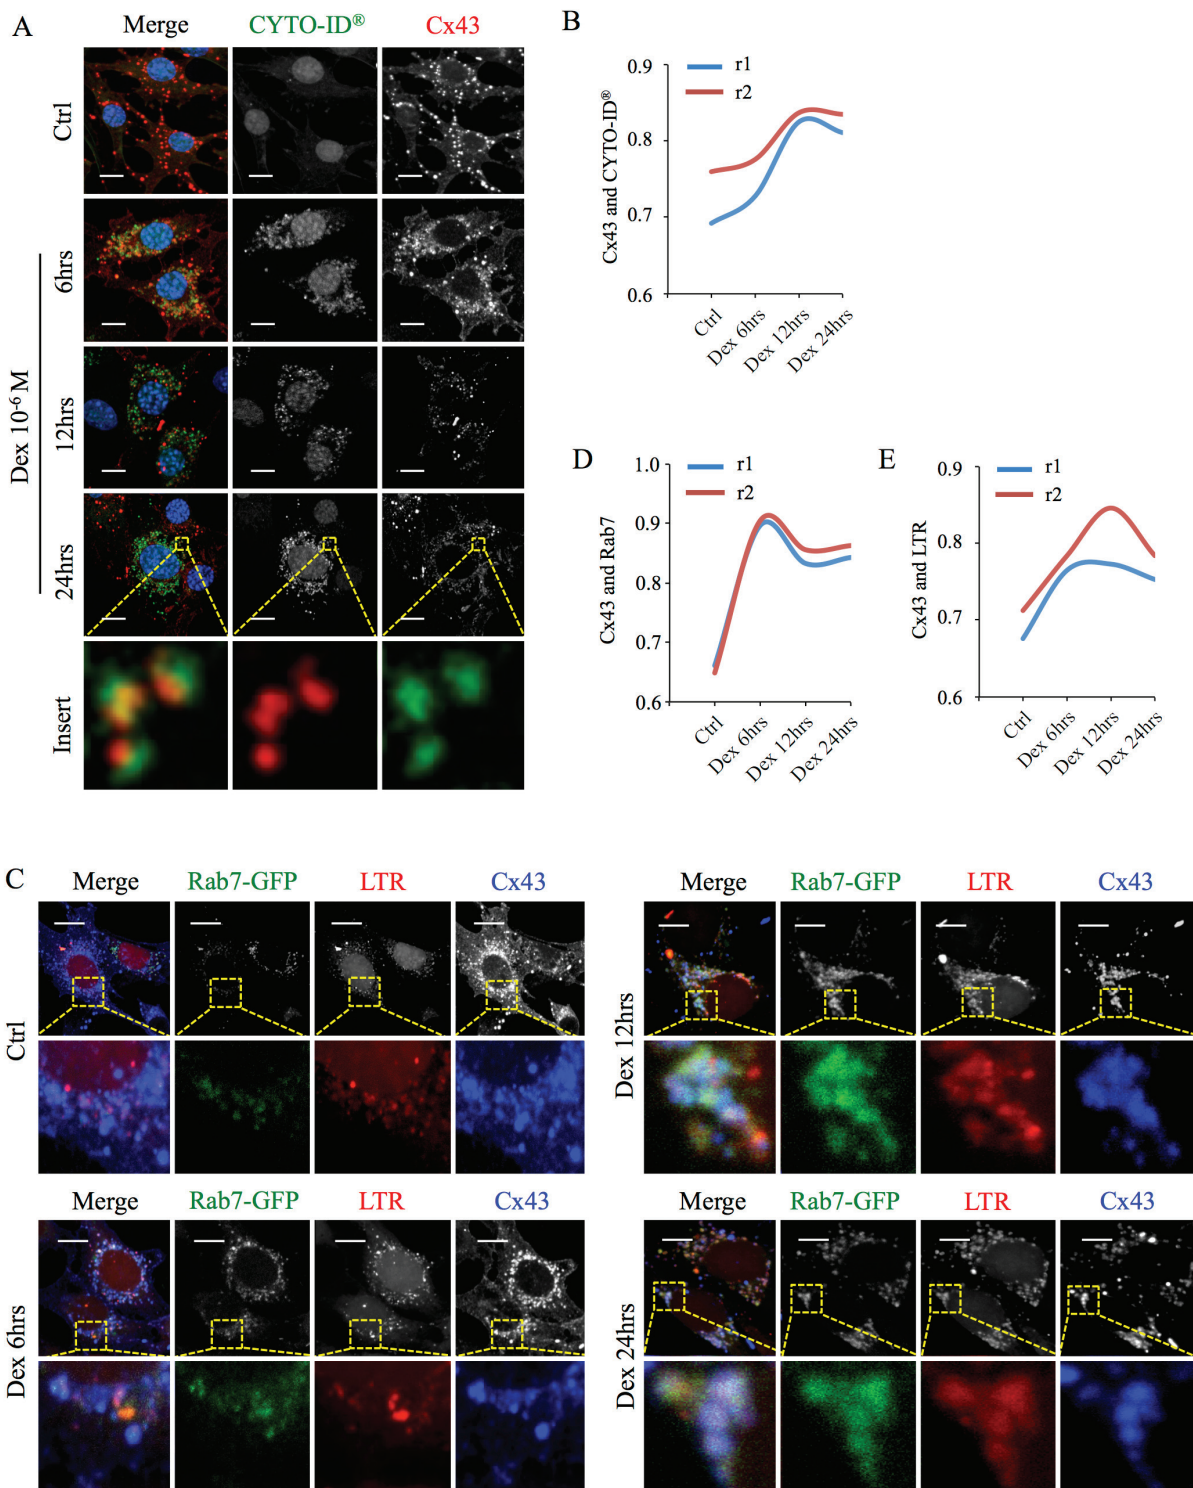 A
Merge CYTO-ID® Cx43
Ctrl
Dex 10⁻⁶ M
6hrs
12hrs
24hrs
Insert
B
r1
r2
Cx43 and CYTO-ID®
0.9
0.8
0.7
0.6
Ctrl
Dex 6hrs
Dex 12hrs
Dex 24hrs
D
r1
r2
Cx43 and Rab7
1.0
0.9
0.8
0.7
0.6
Ctrl
Dex 6hrs
Dex 12hrs
Dex 24hrs
E
r1
r2
Cx43 and LTR
0.9
0.8
0.7
0.6
Ctrl
Dex 6hrs
Dex 12hrs
Dex 24hrs
C
Merge Rab7-GFP LTR Cx43
Ctrl
Merge Rab7-GFP LTR Cx43
Dex 6hrs
Merge Rab7-GFP LTR Cx43
Dex 12hrs
Merge Rab7-GFP LTR Cx43
Dex 24hrs